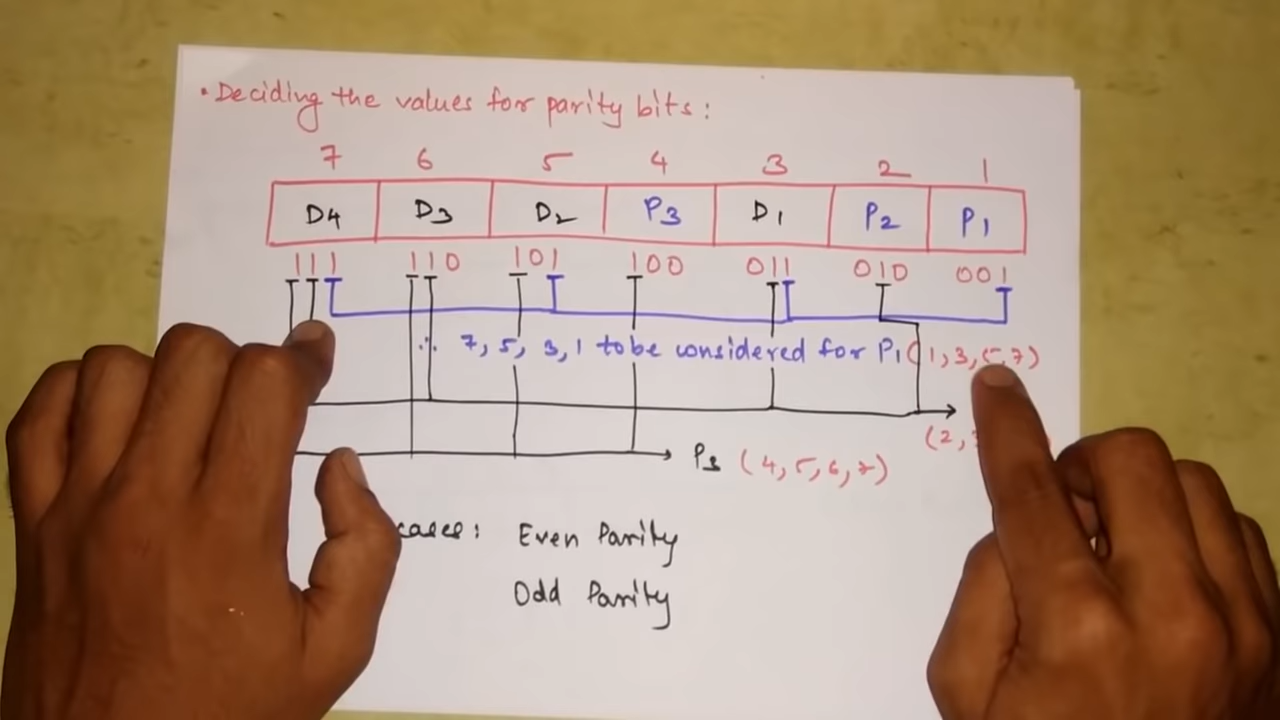 • Deciding the values for parity bits:
7 6 5 4 3 2 1
D4 D3 D2 P3 D1 P2 P1
111 110 101 100 011 010 001
∴ 7, 5, 3, 1 to be considered for P1 (1, 3, 5, 7)
(2,
P3 (4, 5, 6, 7)
cases: Even Parity
Odd Parity